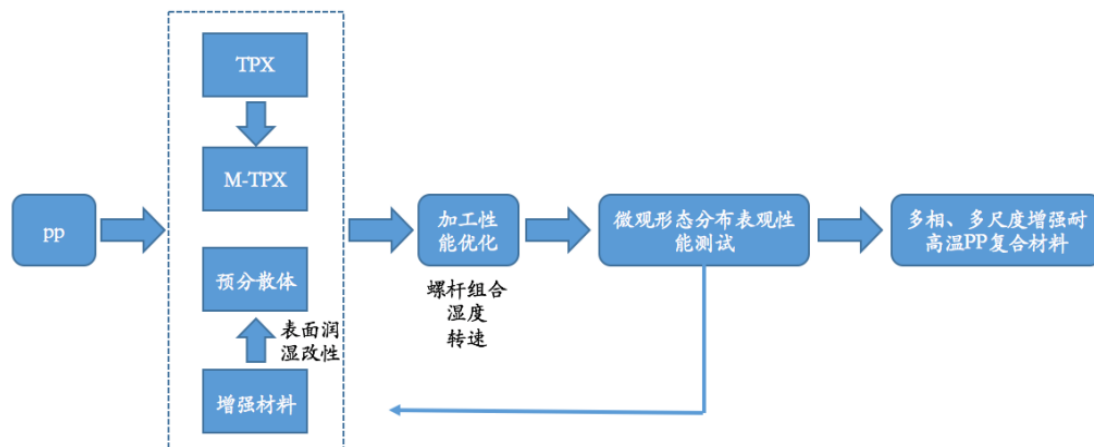 TPX
M-TPX
pp
预分散体
表面润
湿改性
增强材料
加工性
能优化
螺杆组合
湿度
转速
微观形态分布表观性
能测试
多相、多尺度增强耐
高温PP复合材料